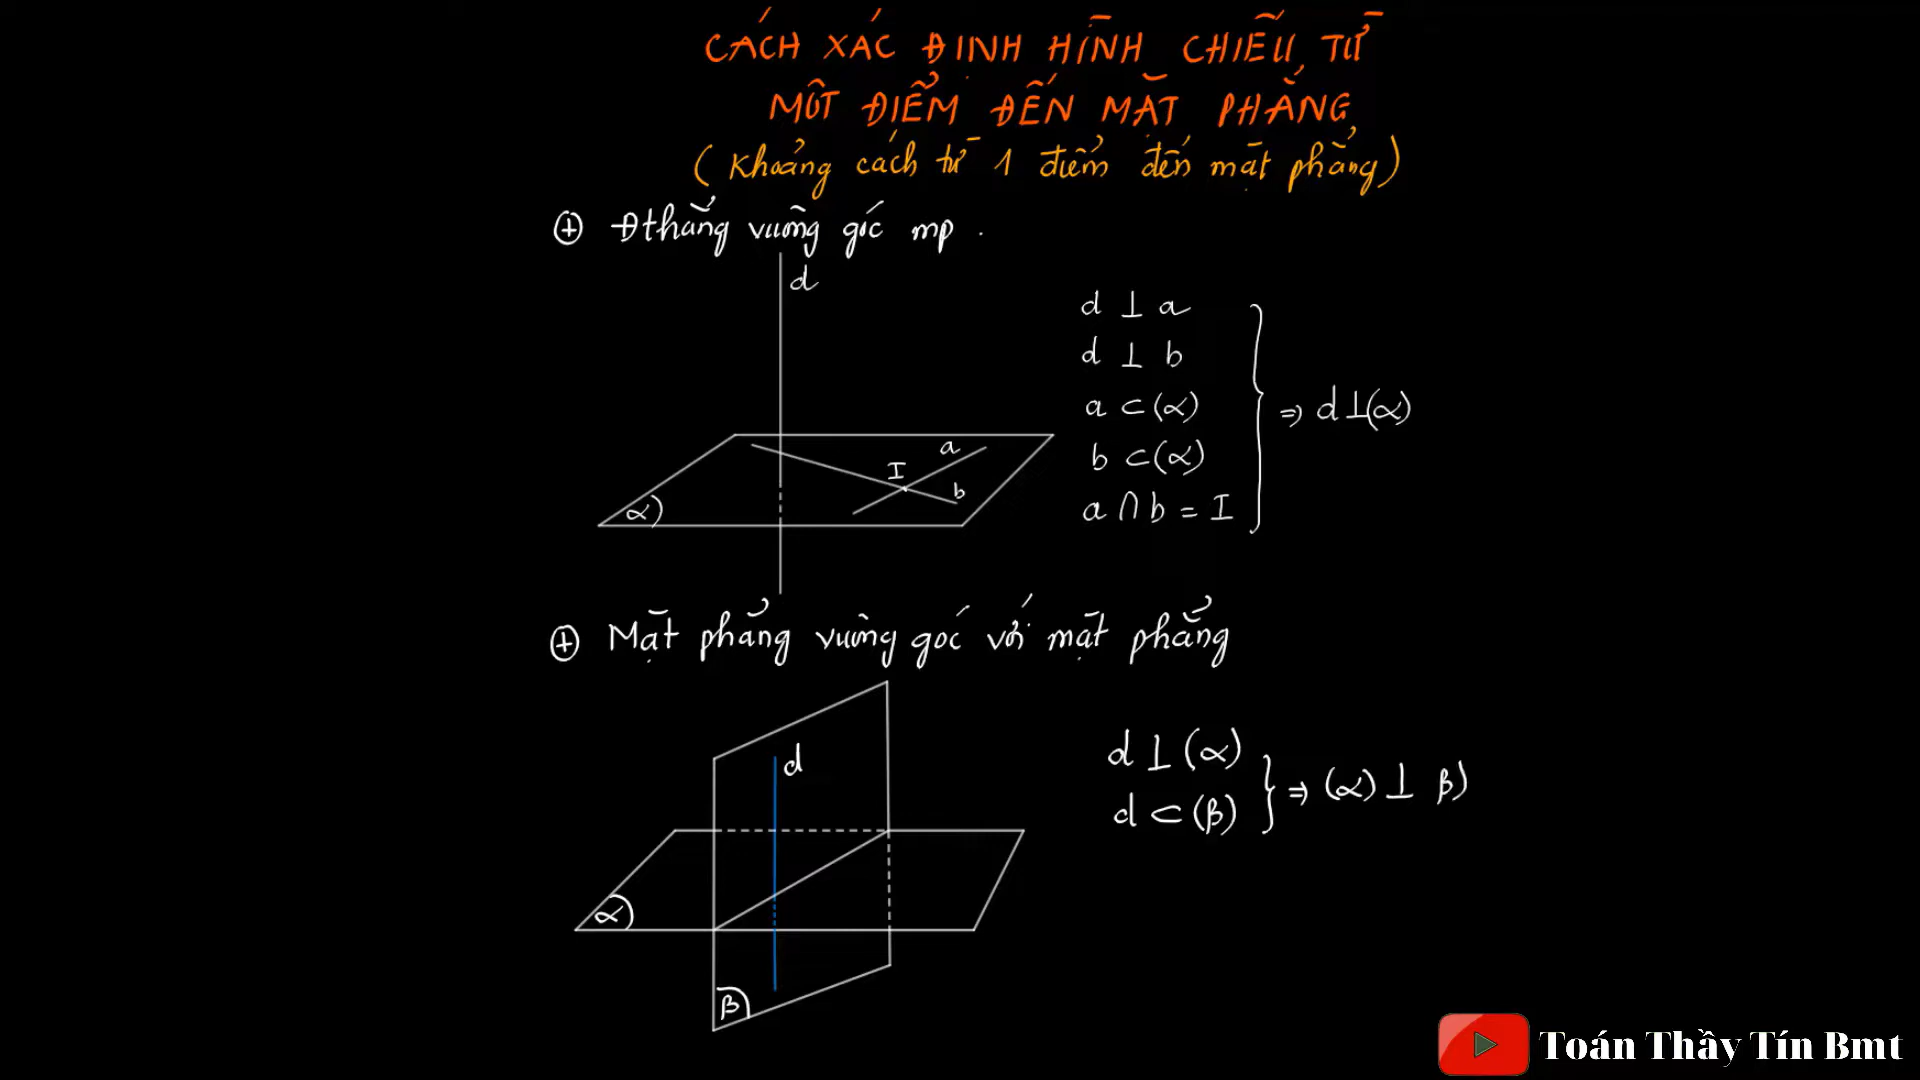 CÁCH XÁC ĐỊNH HÌNH CHIẾU TỪ
MỘT ĐIỂM ĐẾN MẶT PHẲNG
(Khoảng cách từ 1 điểm đến mặt phẳng)
⊕ Đthẳng vuông góc mp .
d
d ⊥ a
d ⊥ b
a ⊂ (α)
b ⊂ (α)
a ∩ b = I
⇒ d ⊥ (α)
a
I
b
α)
⊕ Mặt phẳng vuông góc với mặt phẳng
d
d ⊥ (α)
d ⊂ (β)
⇒ (α) ⊥ β)
α)
β)
Toán Thầy Tín Bmt